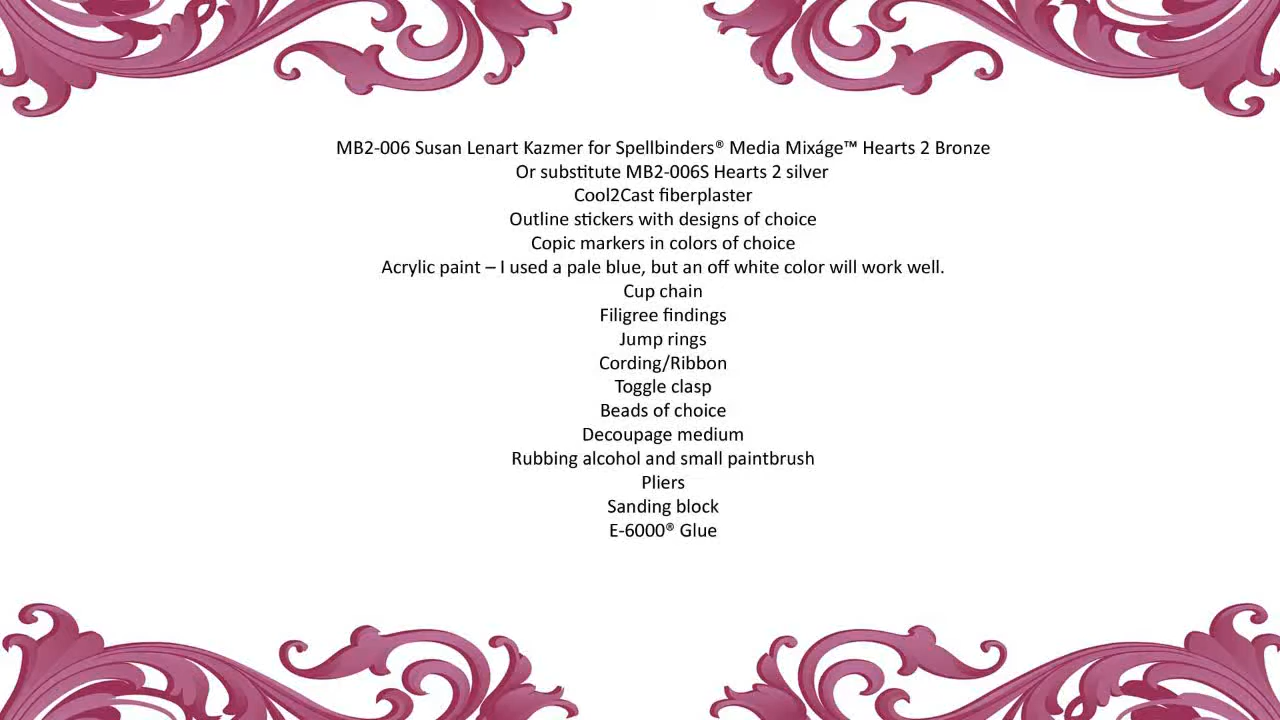 MB2-006 Susan Lenart Kazmer for Spellbinders® Media Mixáge™ Hearts 2 Bronze
Or substitute MB2-006S Hearts 2 silver
Cool2Cast fiberplaster
Outline stickers with designs of choice
Copic markers in colors of choice
Acrylic paint – I used a pale blue, but an off white color will work well.
Cup chain
Filigree findings
Jump rings
Cording/Ribbon
Toggle clasp
Beads of choice
Decoupage medium
Rubbing alcohol and small paintbrush
Pliers
Sanding block
E-6000® Glue